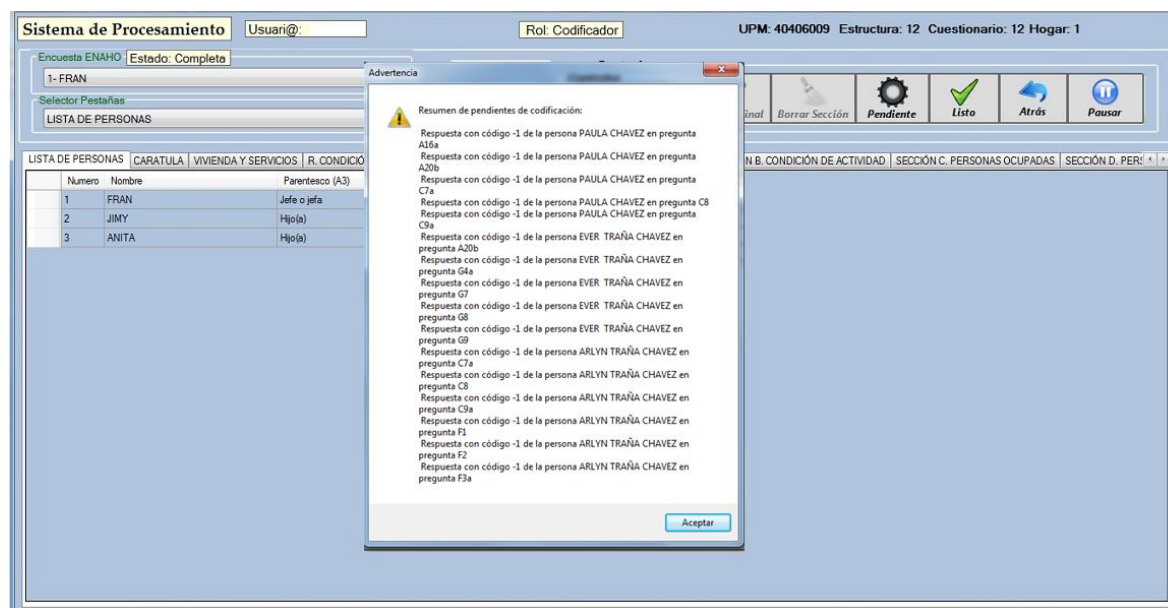 Sistema de Procesamiento
Usuari@:
Rol: Codificador
UPM: 40406009 Estructura: 12 Cuestionario: 12 Hogar: 1
Encuesta ENAHO
Estado: Completa
1- FRAN
Selector Pestañas
LISTA DE PERSONAS
inal
Borrar Sección
Pendiente
Listo
Atrás
Pausar
LISTA DE PERSONAS
CARATULA
VIVIENDA Y SERVICIOS
R. CONDICIÓ
N B. CONDICIÓN DE ACTIVIDAD
SECCIÓN C. PERSONAS OCUPADAS
SECCIÓN D. PER
Numero Nombre Parentesco (A3)
1 FRAN Jefe o jefa
2 JIMY Hijo(a)
3 ANITA Hijo(a)
Advertencia
Resumen de pendientes de codificación:
Respuesta con código -1 de la persona PAULA CHAVEZ en pregunta
A16a
Respuesta con código -1 de la persona PAULA CHAVEZ en pregunta
A20b
Respuesta con código -1 de la persona PAULA CHAVEZ en pregunta
C7a
Respuesta con código -1 de la persona PAULA CHAVEZ en pregunta C8
Respuesta con código -1 de la persona PAULA CHAVEZ en pregunta
C9a
Respuesta con código -1 de la persona EVER TRAÑA CHAVEZ en
pregunta A20b
Respuesta con código -1 de la persona EVER TRAÑA CHAVEZ en
pregunta G4a
Respuesta con código -1 de la persona EVER TRAÑA CHAVEZ en
pregunta G7
Respuesta con código -1 de la persona EVER TRAÑA CHAVEZ en
pregunta G8
Respuesta con código -1 de la persona EVER TRAÑA CHAVEZ en
pregunta G9
Respuesta con código -1 de la persona ARLYN TRAÑA CHAVEZ en
pregunta C7a
Respuesta con código -1 de la persona ARLYN TRAÑA CHAVEZ en
pregunta C8
Respuesta con código -1 de la persona ARLYN TRAÑA CHAVEZ en
pregunta C9a
Respuesta con código -1 de la persona ARLYN TRAÑA CHAVEZ en
pregunta F1
Respuesta con código -1 de la persona ARLYN TRAÑA CHAVEZ en
pregunta F2
Respuesta con código -1 de la persona ARLYN TRAÑA CHAVEZ en
pregunta F3a
Aceptar